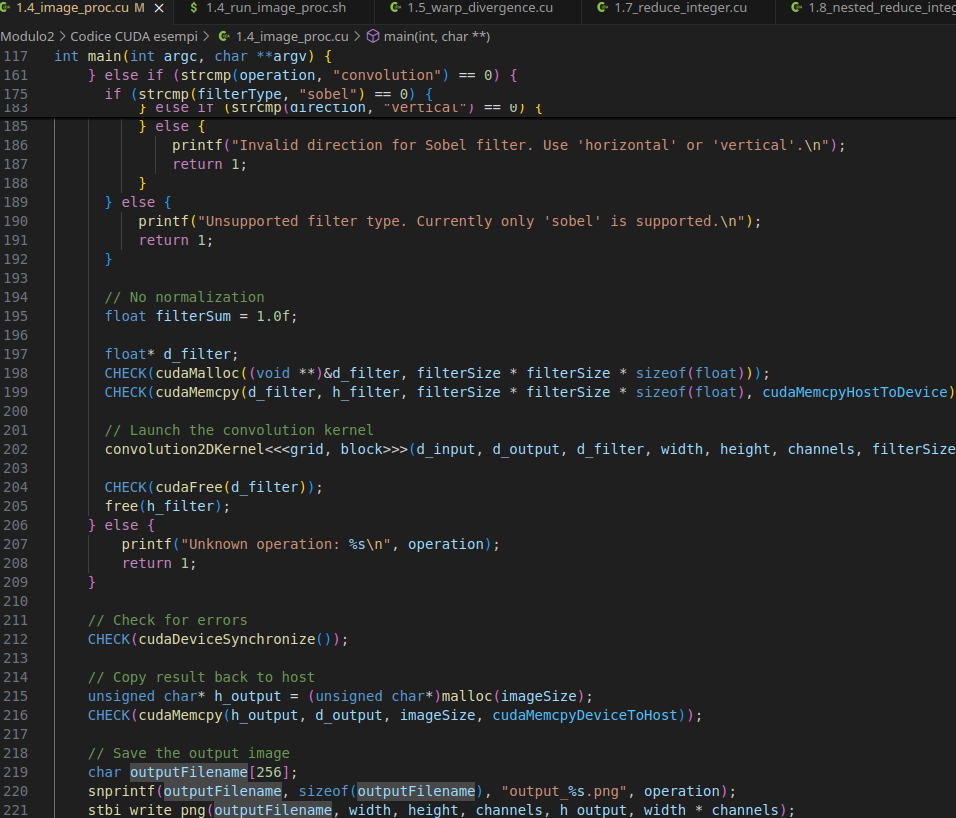 1.4_image_proc.cu M × $ 1.4_run_image_proc.sh 1.5_warp_divergence.cu 1.7_reduce_integer.cu 1.8_nested_reduce_integ
Modulo2 > Codice CUDA esempi > 1.4_image_proc.cu > main(int, char **)
117 int main(int argc, char **argv) {
161 } else if (strcmp(operation, "convolution") == 0) {
175 if (strcmp(filterType, "sobel") == 0) {
183 } else if (strcmp(direction, "vertical") == 0) {
185 } else {
186 printf("Invalid direction for Sobel filter. Use 'horizontal' or 'vertical'.\n");
187 return 1;
188 }
189 } else {
190 printf("Unsupported filter type. Currently only 'sobel' is supported.\n");
191 return 1;
192 }
193
194 // No normalization
195 float filterSum = 1.0f;
196
197 float* d_filter;
198 CHECK(cudaMalloc((void **)&d_filter, filterSize * filterSize * sizeof(float)));
199 CHECK(cudaMemcpy(d_filter, h_filter, filterSize * filterSize * sizeof(float), cudaMemcpyHostToDevice)
200
201 // Launch the convolution kernel
202 convolution2DKernel<<<grid, block>>>(d_input, d_output, d_filter, width, height, channels, filterSize
203
204 CHECK(cudaFree(d_filter));
205 free(h_filter);
206 } else {
207 printf("Unknown operation: %s\n", operation);
208 return 1;
209 }
210
211 // Check for errors
212 CHECK(cudaDeviceSynchronize());
213
214 // Copy result back to host
215 unsigned char* h_output = (unsigned char*)malloc(imageSize);
216 CHECK(cudaMemcpy(h_output, d_output, imageSize, cudaMemcpyDeviceToHost));
217
218 // Save the output image
219 char outputFilename[256];
220 snprintf(outputFilename, sizeof(outputFilename), "output_%s.png", operation);
221 stbi_write_png(outputFilename, width, height, channels, h_output, width * channels);